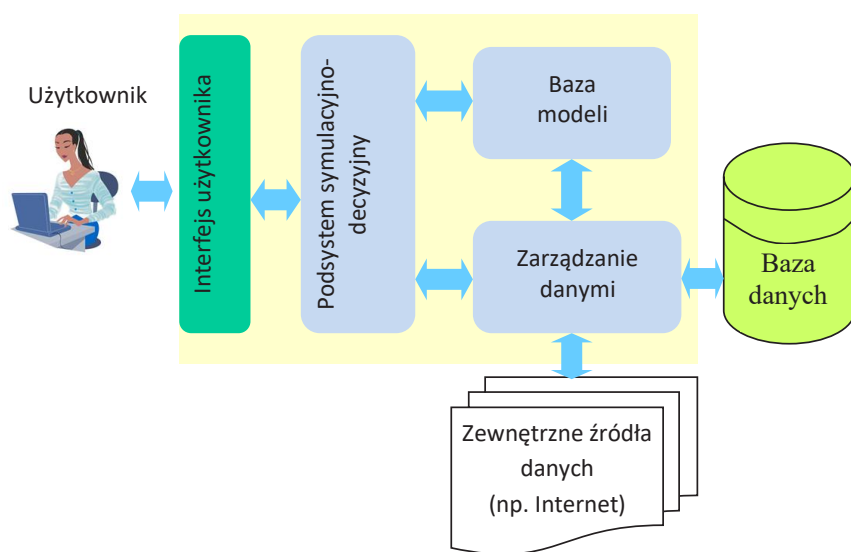 Użytkownik
Interfejs użytkownika
Podsystem symulacyjno-
decyzyjny
Baza
modeli
Zarządzanie
danymi
Baza
danych
Zewnętrzne źródła
danych
(np. Internet)